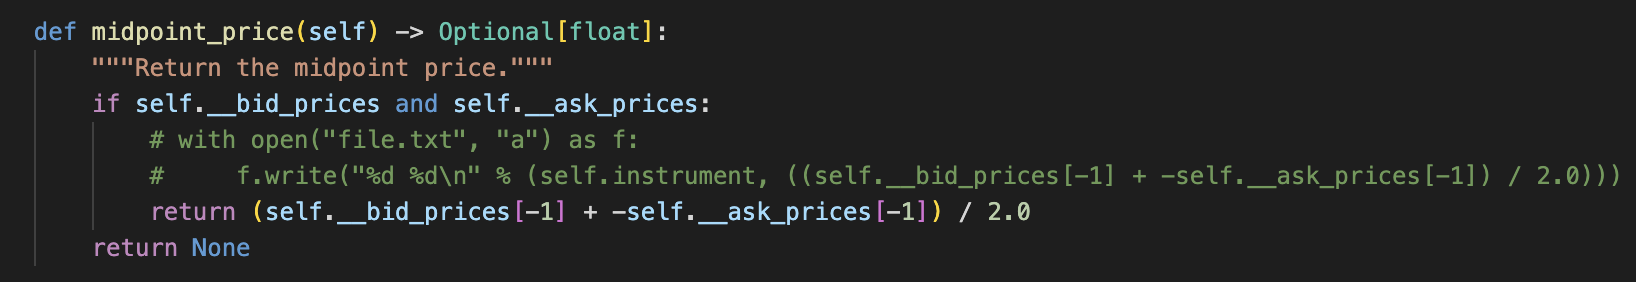 def midpoint_price(self) -> Optional[float]:
    """Return the midpoint price."""
    if self.__bid_prices and self.__ask_prices:
        # with open("file.txt", "a") as f:
        #     f.write("%d %d\n" % (self.instrument, ((self.__bid_prices[-1] + -self.__ask_prices[-1]) / 2.0)))
        return (self.__bid_prices[-1] + -self.__ask_prices[-1]) / 2.0
    return None